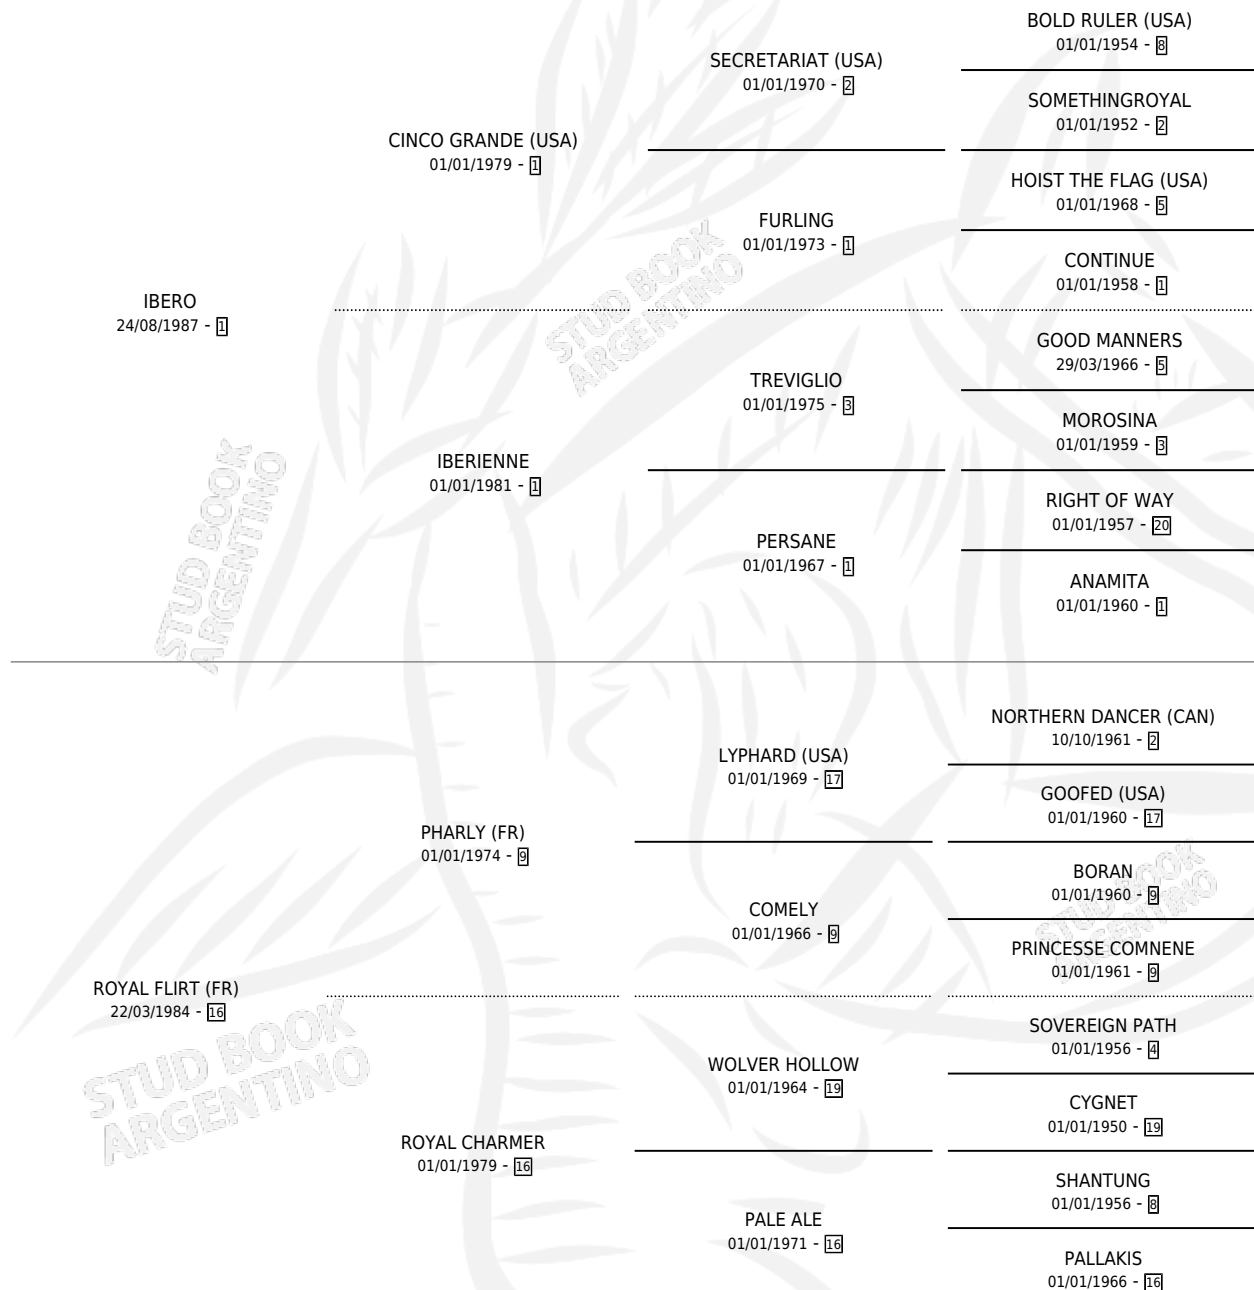 BOLD RULER (USA)
01/01/1954 - 8
SECRETARIAT (USA)
01/01/1970 - 2
SOMETHINGROYAL
01/01/1952 - 2
CINCO GRANDE (USA)
01/01/1979 - 1
HOIST THE FLAG (USA)
01/01/1968 - 5
FURLING
01/01/1973 - 1
CONTINUE
01/01/1958 - 1
IBERO
24/08/1987 - 1
GOOD MANNERS
29/03/1966 - 5
TREVIGLIO
01/01/1975 - 3
MOROSINA
01/01/1959 - 3
IBERIENNE
01/01/1981 - 1
RIGHT OF WAY
01/01/1957 - 20
PERSANE
01/01/1967 - 1
ANAMITA
01/01/1960 - 1
STUD BOOK
ARGENTINO
STUD BOOK
ARGENTINO
NORTHERN DANCER (CAN)
10/10/1961 - 2
LYPHARD (USA)
01/01/1969 - 17
GOOFED (USA)
01/01/1960 - 17
PHARLY (FR)
01/01/1974 - 9
BORAN
01/01/1960 - 9
COMELY
01/01/1966 - 9
PRINCESSE COMNENE
01/01/1961 - 9
STUD BOOK
ARGENTINO
ROYAL FLIRT (FR)
22/03/1984 - 16
SOVEREIGN PATH
01/01/1956 - 4
WOLVER HOLLOW
01/01/1964 - 19
CYGNET
01/01/1950 - 19
ROYAL CHARMER
01/01/1979 - 16
SHANTUNG
01/01/1956 - 8
PALE ALE
01/01/1971 - 16
PALLAKIS
01/01/1966 - 16
STUD BOOK
ARGENTINO